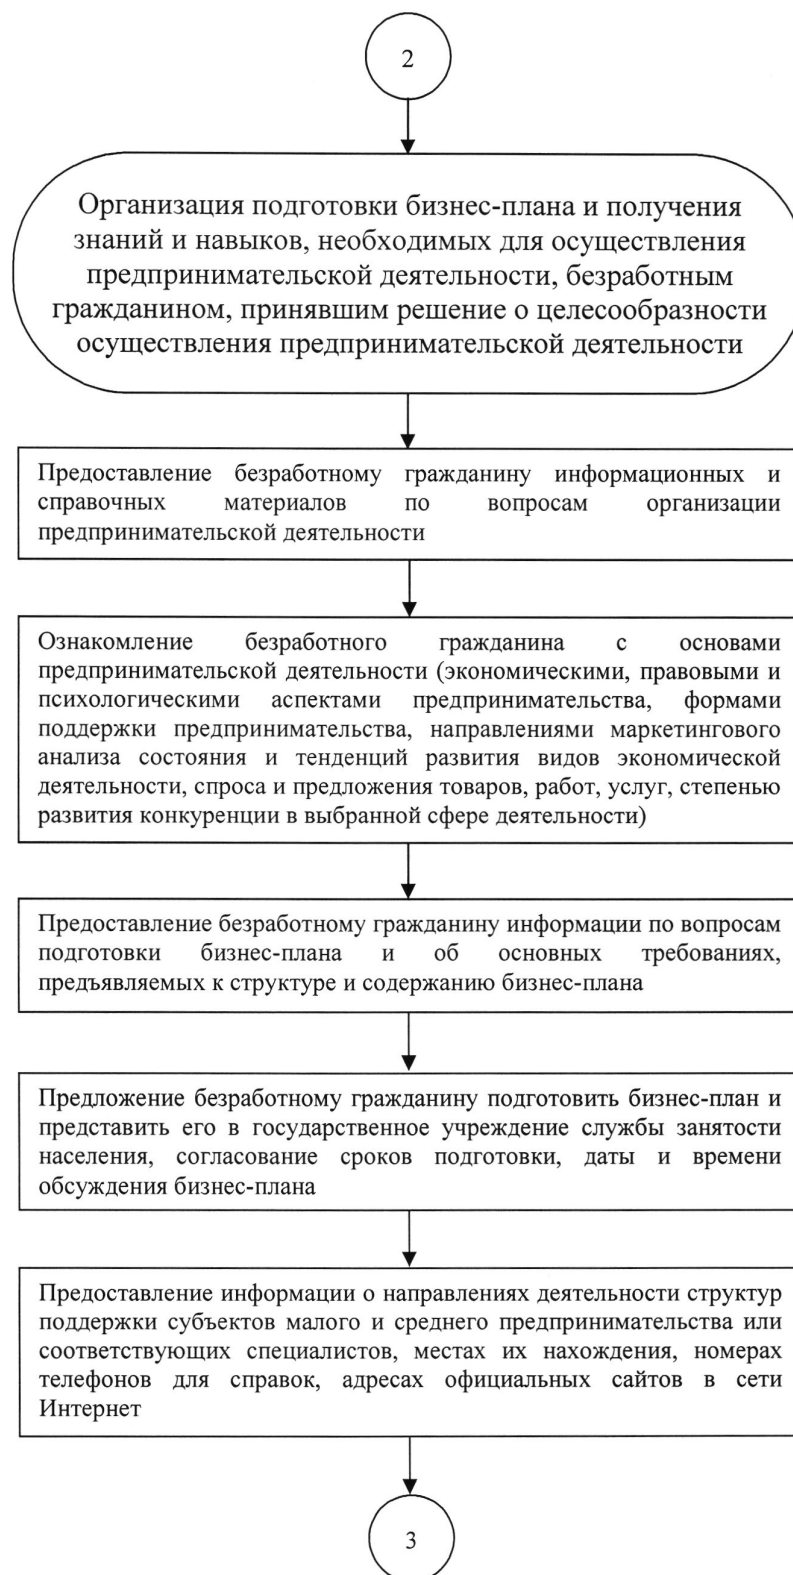 2
Организация подготовки бизнес-плана и получения
знаний и навыков, необходимых для осуществления
предпринимательской деятельности, безработным
гражданином, принявшим решение о целесообразности
осуществления предпринимательской деятельности
Предоставление безработному гражданину информационных и
справочных материалов по вопросам организации
предпринимательской деятельности
Ознакомление безработного гражданина с основами
предпринимательской деятельности (экономическими, правовыми и
психологическими аспектами предпринимательства, формами
поддержки предпринимательства, направлениями маркетингового
анализа состояния и тенденций развития видов экономической
деятельности, спроса и предложения товаров, работ, услуг, степенью
развития конкуренции в выбранной сфере деятельности)
Предоставление безработному гражданину информации по вопросам
подготовки бизнес-плана и об основных требованиях,
предъявляемых к структуре и содержанию бизнес-плана
Предложение безработному гражданину подготовить бизнес-план и
представить его в государственное учреждение службы занятости
населения, согласование сроков подготовки, даты и времени
обсуждения бизнес-плана
Предоставление информации о направлениях деятельности структур
поддержки субъектов малого и среднего предпринимательства или
соответствующих специалистов, местах их нахождения, номерах
телефонов для справок, адресах официальных сайтов в сети
Интернет
3